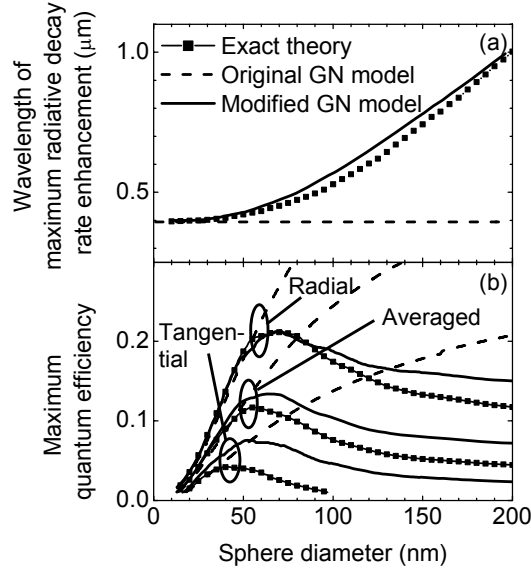 Wavelength of
maximum radiative decay
rate enhancement (μm)
1.0
0.5
(a)
Exact theory
Original GN model
Modified GN model
Maximum
quantum efficiency
0.2
0.1
0.0
(b)
Radial
Averaged
Tangen-
tial
0 50 100 150 200
Sphere diameter (nm)